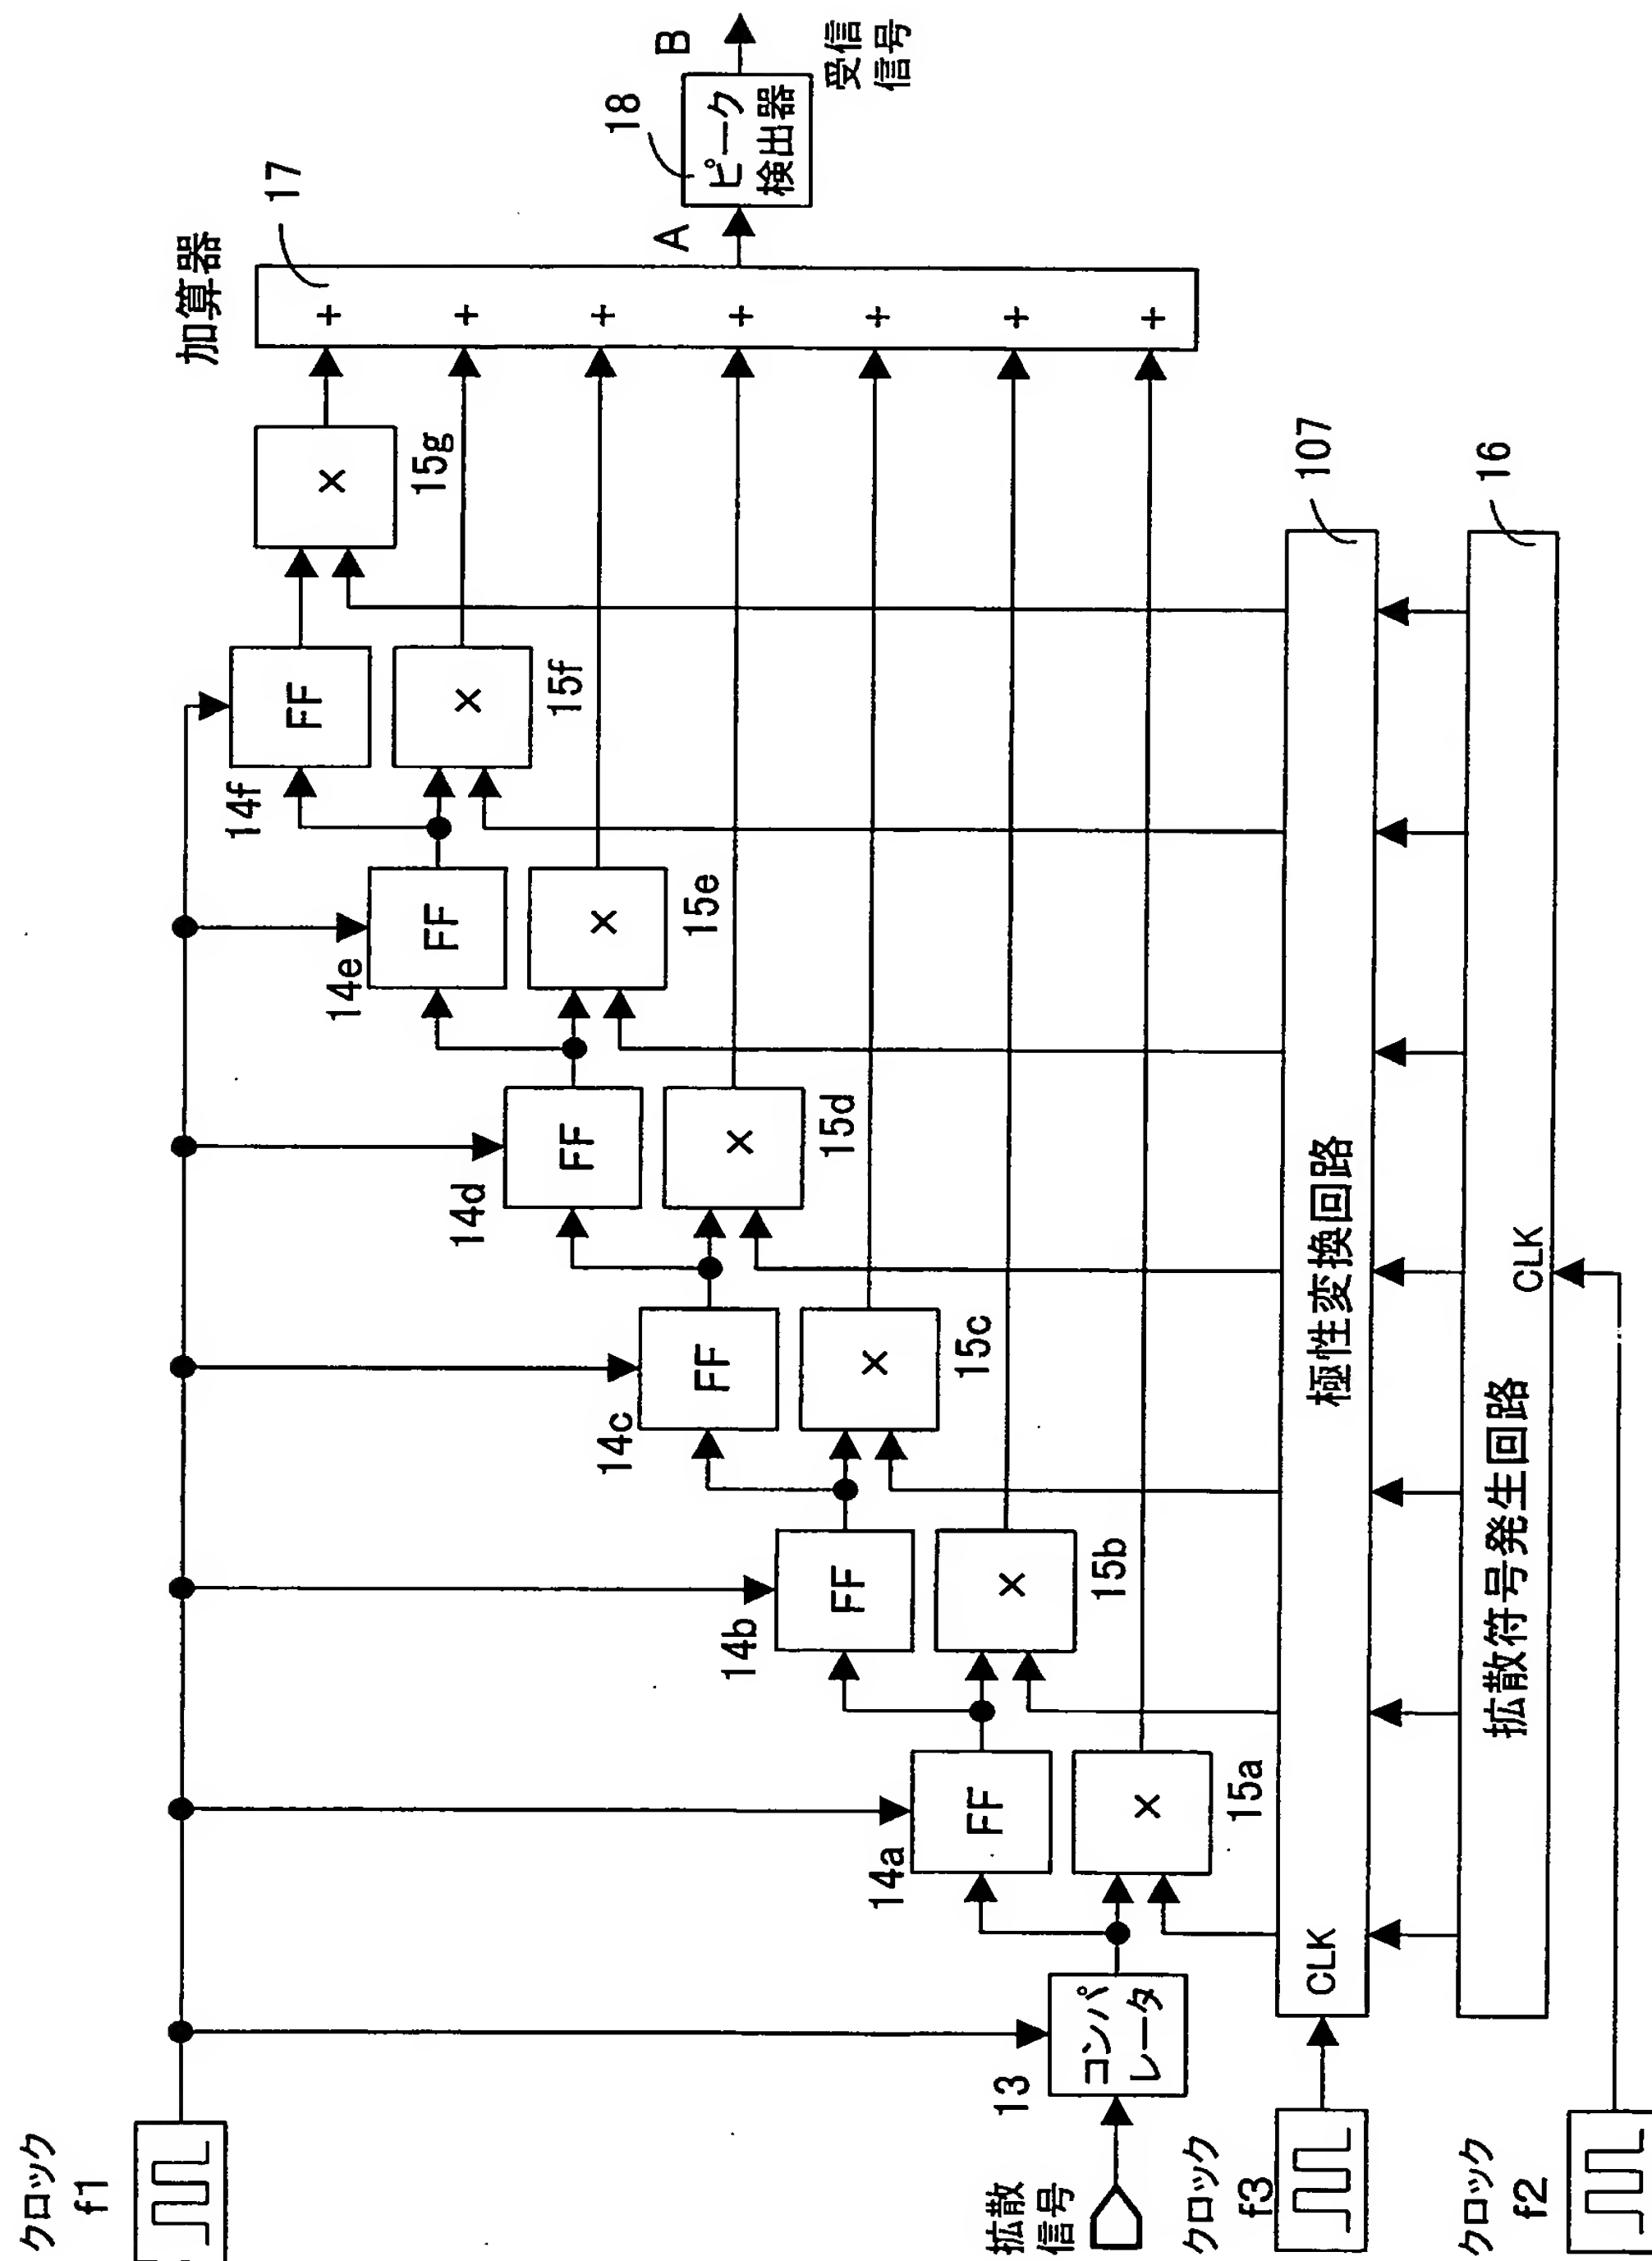 クロック
f1
拡散
信号
13
コンパ
レータ
クロック
f3
クロック
f2
14a
FF
×
15a
14b
FF
×
15b
14c
FF
×
15c
14d
FF
×
15d
14e
FF
×
15e
14f
FF
×
15f
×
15g
加算器
17
+
+
+
+
+
+
+
A
18
ピーク
検出器
B
受信
信号
CLK
極性変換回路
107
拡散符号発生回路
CLK
16